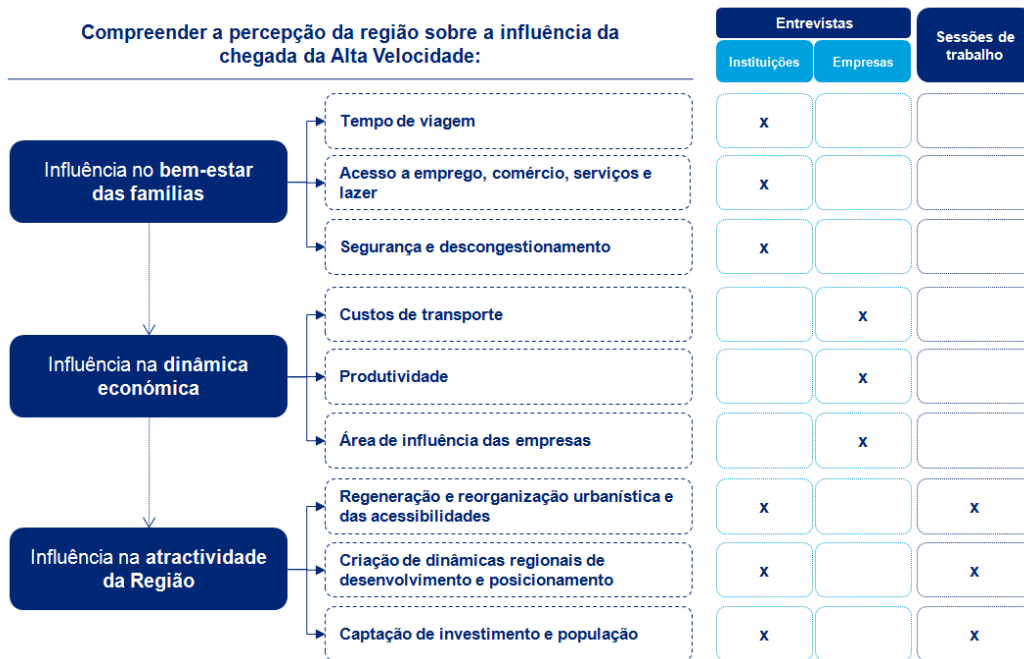 Compreender a percepção da região sobre a influência da
chegada da Alta Velocidade:
Entrevistas
Sessões de
trabalho
Instituições
Empresas
Influência no bem-estar
das famílias
Tempo de viagem
x
Acesso a emprego, comércio, serviços e
lazer
x
Segurança e descongestionamento
x
Influência na dinâmica
económica
Custos de transporte
x
Produtividade
x
Área de influência das empresas
x
Influência na atractividade
da Região
Regeneração e reorganização urbanística e
das acessibilidades
x
x
Criação de dinâmicas regionais de
desenvolvimento e posicionamento
x
x
Captação de investimento e população
x
x